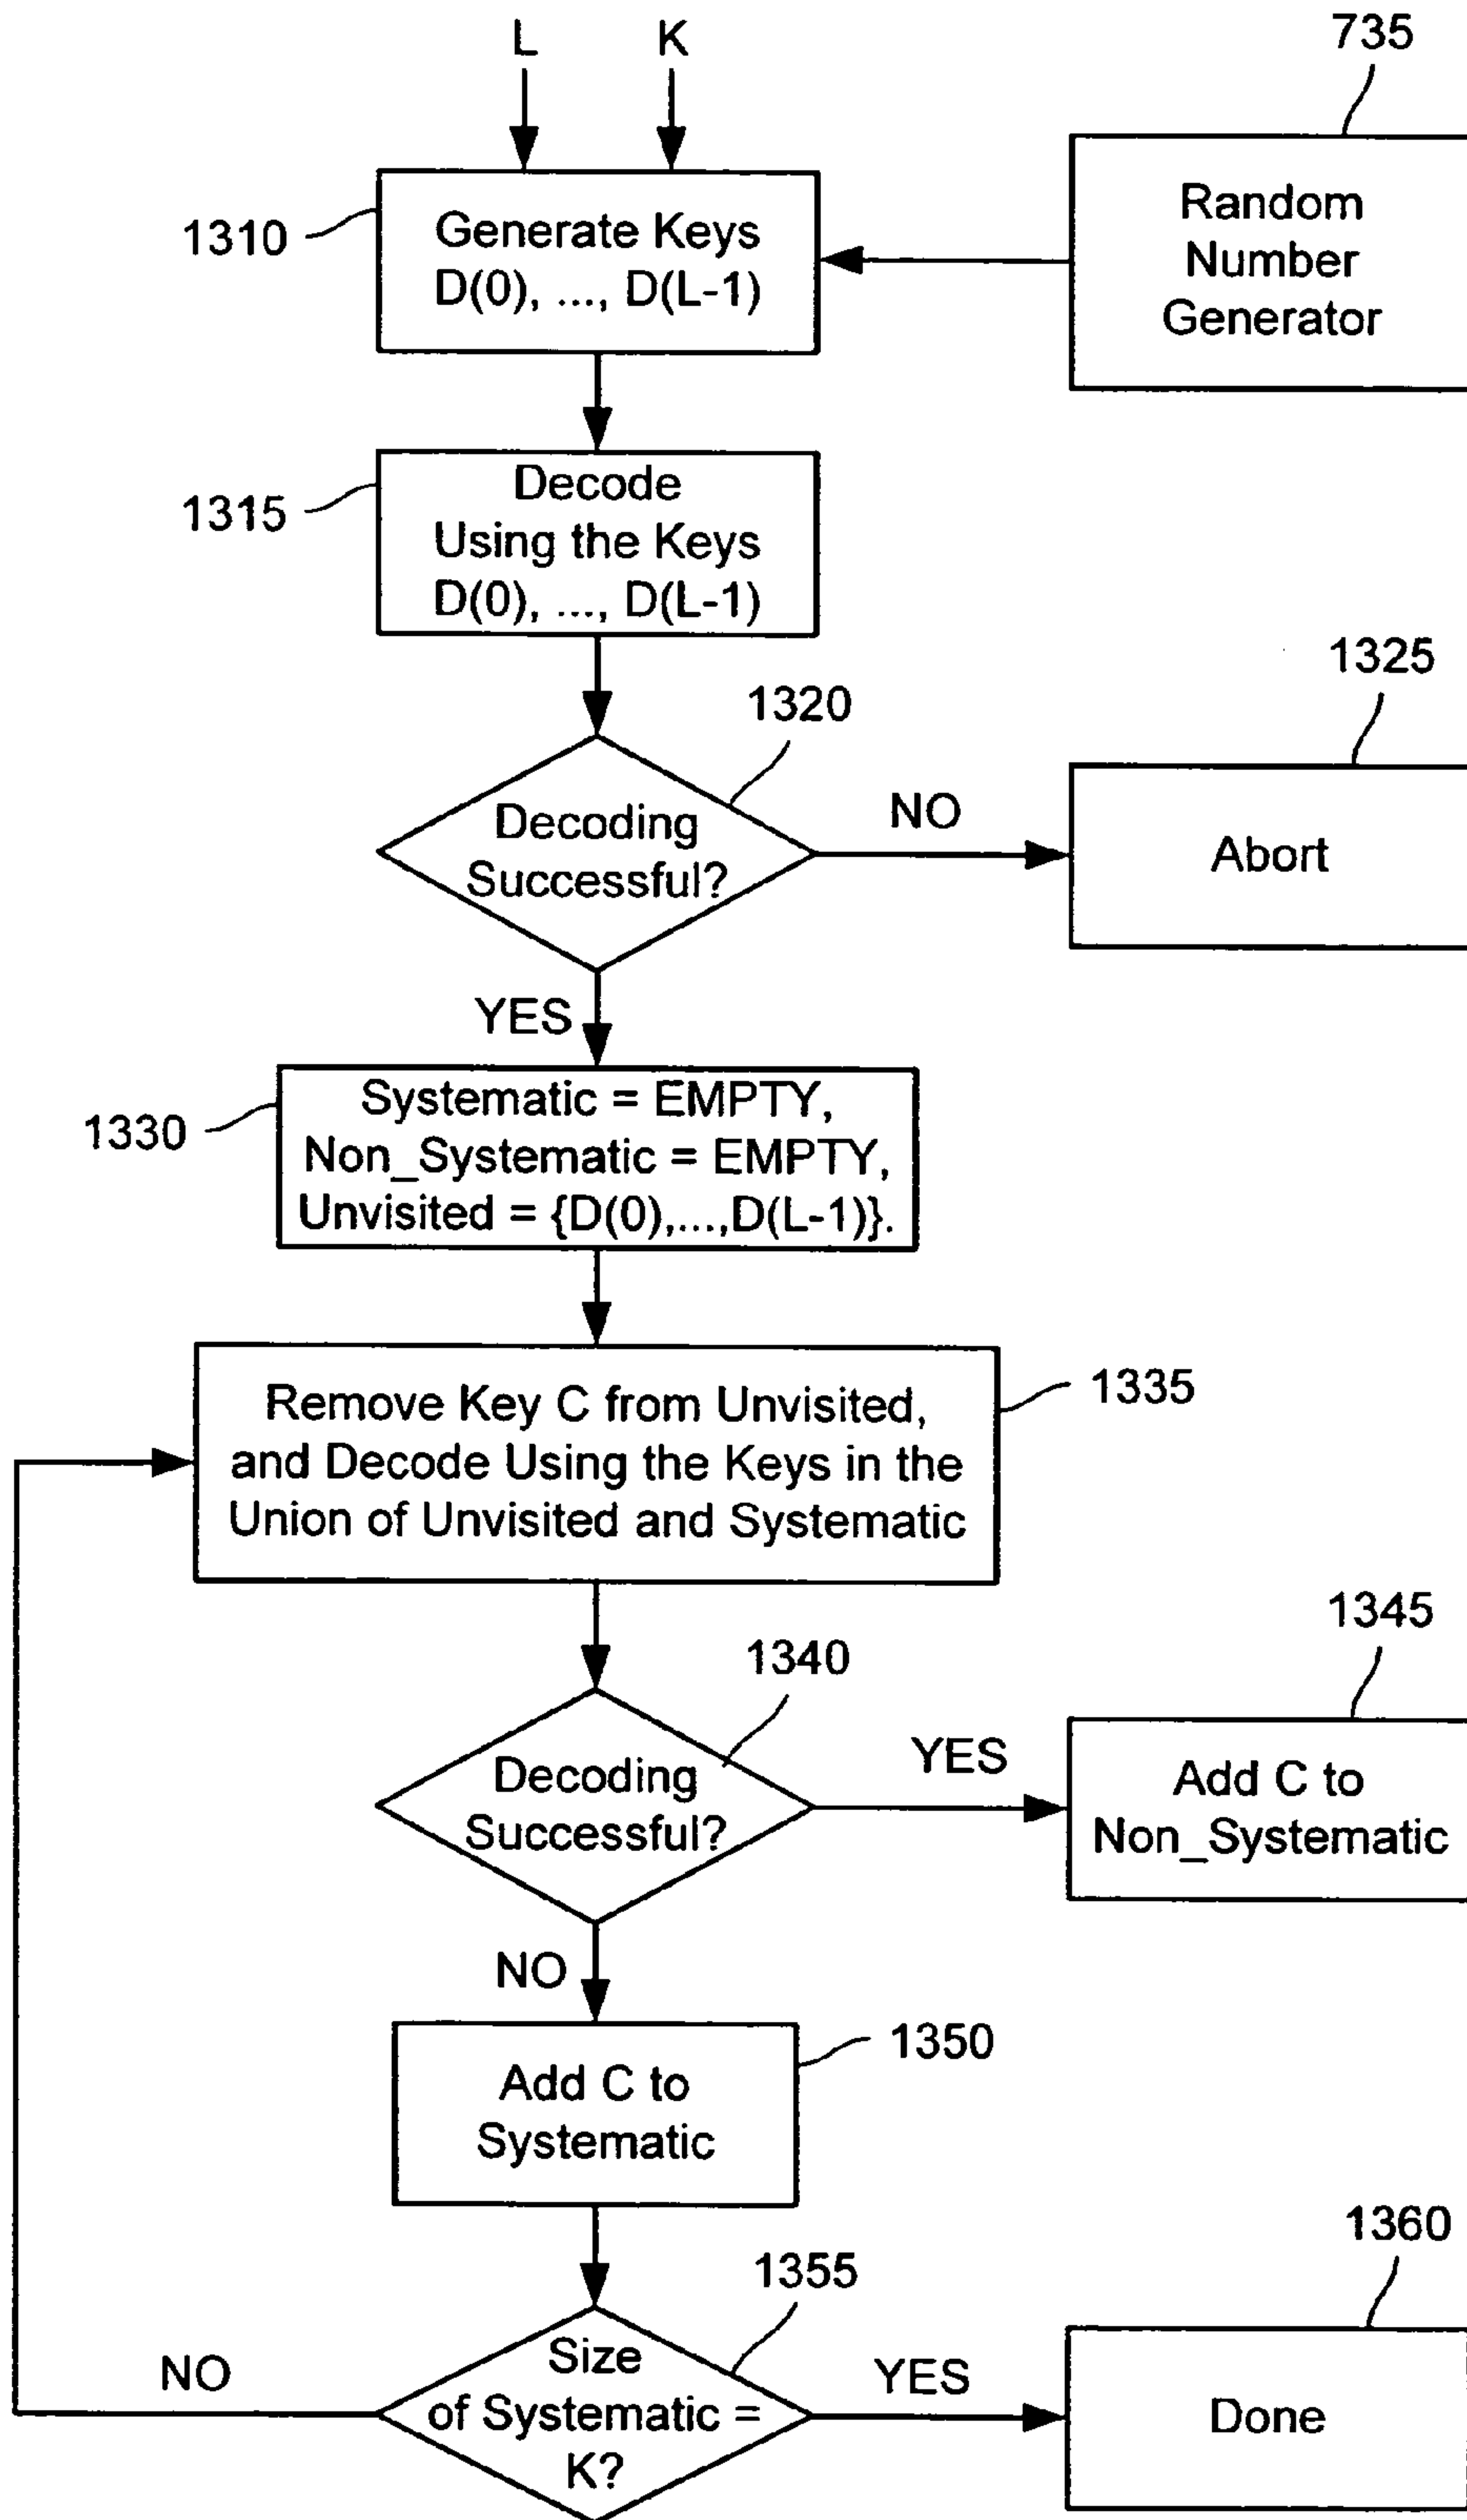 L
K
735
1310
Generate Keys
D(0), ..., D(L-1)
Random
Number
Generator
1315
Decode
Using the Keys
D(0), ..., D(L-1)
1320
1325
Decoding
Successful?
NO
Abort
YES
1330
Systematic = EMPTY,
Non_Systematic = EMPTY,
Unvisited = {D(0),...,D(L-1)}.
1335
Remove Key C from Unvisited,
and Decode Using the Keys in the
Union of Unvisited and Systematic
1340
1345
Decoding
Successful?
YES
Add C to
Non_Systematic
NO
1350
Add C to
Systematic
1355
1360
NO
Size
of Systematic =
K?
YES
Done